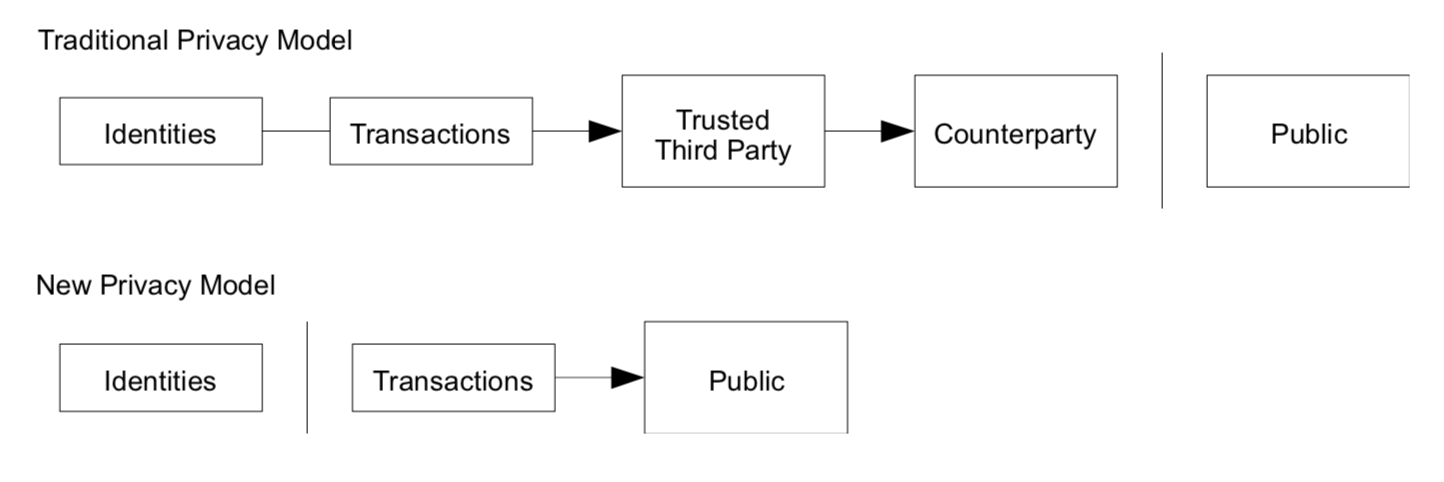 Traditional Privacy Model
Identities
Transactions
Trusted
Third Party
Counterparty
Public
New Privacy Model
Identities
Transactions
Public